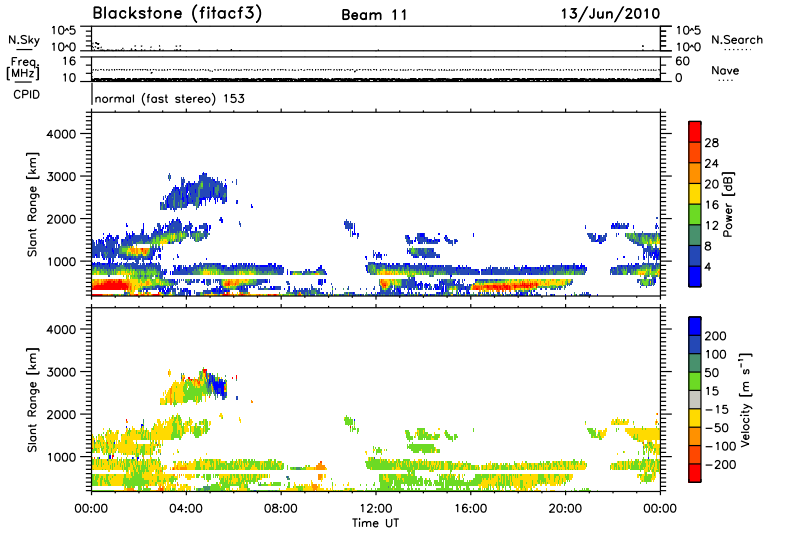 Blackstone (fitacf3) Beam 11 13/Jun/2010
N.Sky 10^5 10^5 N.Search
10^0 10^0
Freq. [MHz] 16 60 Nave
10 0
CPID normal (fast stereo) 153
Slant Range [km]
4000
3000
2000
1000
Power [dB]
28
24
20
16
12
8
4
Slant Range [km]
4000
3000
2000
1000
Velocity [m s⁻¹]
200
100
50
15
−15
−50
−100
−200
00:00 04:00 08:00 12:00 16:00 20:00 00:00
Time UT